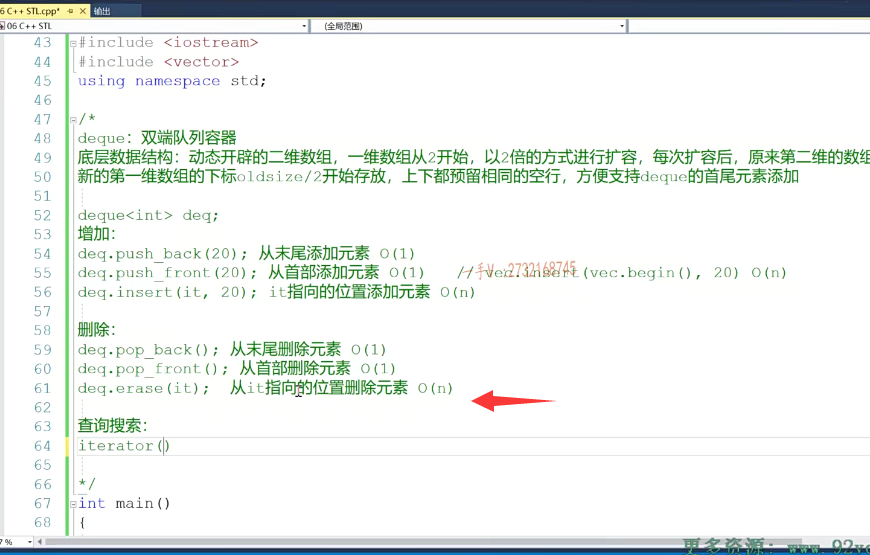 6 C++ STL.cpp* 输出
06 C++ STL (全局范围)
43 #include <iostream>
44 #include <vector>
45 using namespace std;
46
47 /*
48 deque：双端队列容器
49 底层数据结构：动态开辟的二维数组，一维数组从2开始，以2倍的方式进行扩容，每次扩容后，原来第二维的数组
50 新的第一维数组的下标oldsize/2开始存放，上下都预留相同的空行，方便支持deque的首尾元素添加
51
52 deque<int> deq;
53 增加：
54 deq.push_back(20); 从末尾添加元素 O(1)
55 deq.push_front(20); 从首部添加元素 O(1) // vec.insert(vec.begin(), 20) O(n)
一手V：2732168745
56 deq.insert(it, 20); it指向的位置添加元素 O(n)
57
58 删除：
59 deq.pop_back(); 从末尾删除元素 O(1)
60 deq.pop_front(); 从首部删除元素 O(1)
61 deq.erase(it); 从it指向的位置删除元素 O(n)
62
63 查询搜索：
64 iterator()
65
66 */
67 int main()
68 {
7 %
更多资源：www.92v